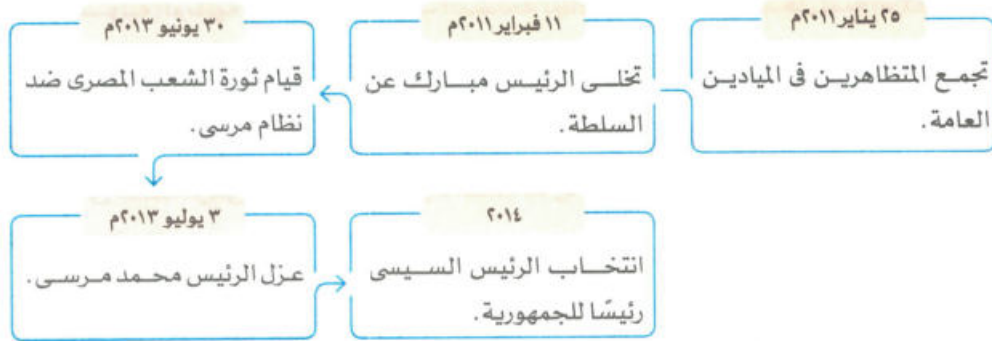 ٢٥ يناير ٢٠١١م
تجمع المتظاهرين فى الميادين
العامة.
١١ فبراير ٢٠١١م
تخلى الرئيس مبارك عن
السلطة.
٣٠ يونيو ٢٠١٣م
قيام ثورة الشعب المصرى ضد
نظام مرسى.
٣ يوليو ٢٠١٣م
عزل الرئيس محمد مرسى.
٢٠١٤
انتخاب الرئيس السيسى
رئيسًا للجمهورية.